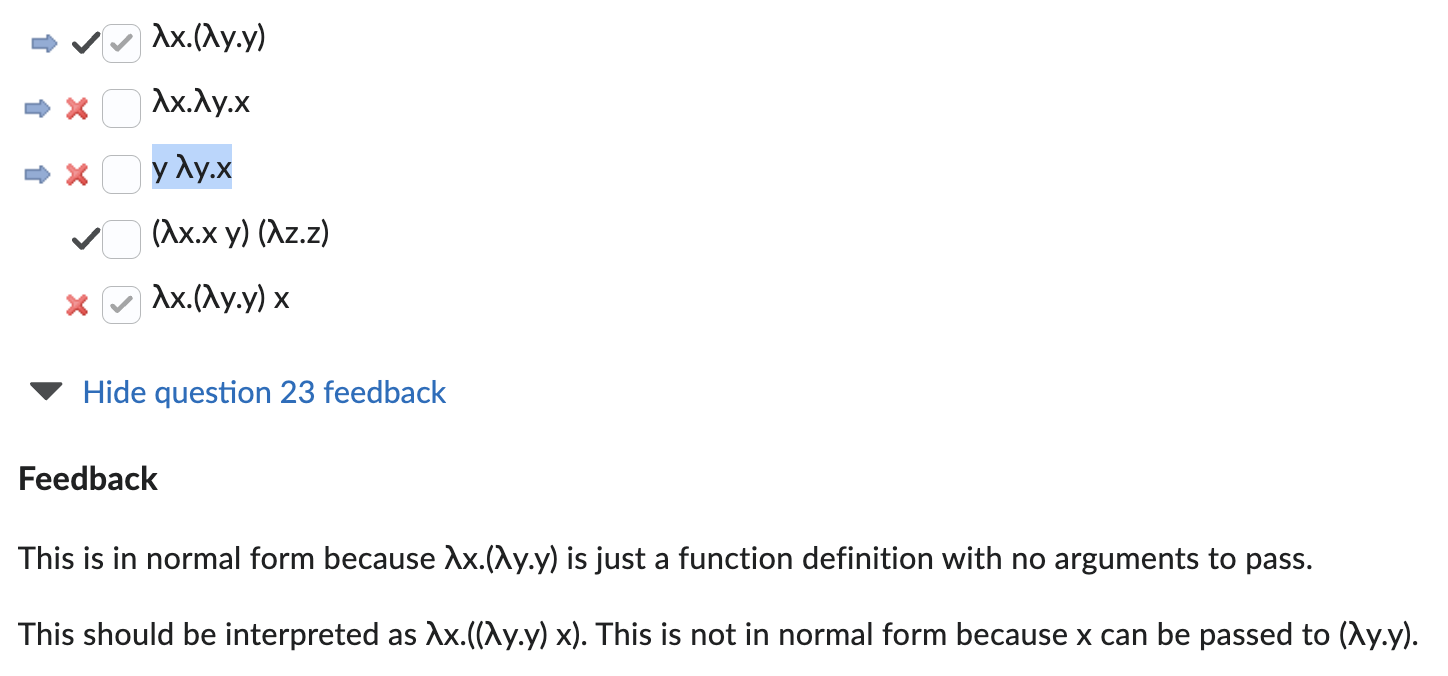 λx.(λy.y)
λx.λy.x
y λy.x
(λx.x y) (λz.z)
λx.(λy.y) x
Hide question 23 feedback
Feedback
This is in normal form because λx.(λy.y) is just a function definition with no arguments to pass.
This should be interpreted as λx.((λy.y) x). This is not in normal form because x can be passed to (λy.y).